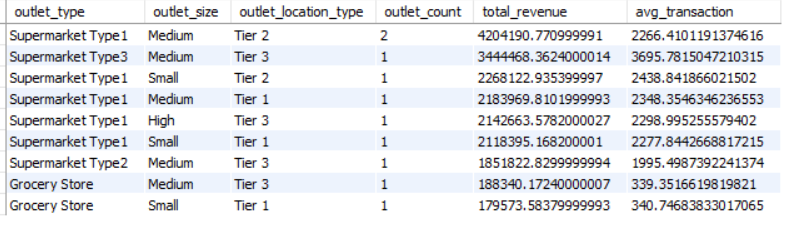 outlet_type outlet_size outlet_location_type outlet_count total_revenue avg_transaction
Supermarket Type1 Medium Tier 2 2 4204190.770999991 2266.4101191374616
Supermarket Type3 Medium Tier 3 1 3444468.3624000014 3695.7815047210315
Supermarket Type1 Small Tier 2 1 2268122.935399997 2438.841866021502
Supermarket Type1 Medium Tier 1 1 2183969.8101999993 2348.3546346236553
Supermarket Type1 High Tier 3 1 2142663.5782000027 2298.995255579402
Supermarket Type1 Small Tier 1 1 2118395.168200001 2277.8442668817215
Supermarket Type2 Medium Tier 3 1 1851822.8299999994 1995.4987392241374
Grocery Store Medium Tier 3 1 188340.17240000007 339.3516619819821
Grocery Store Small Tier 1 1 179573.58379999993 340.74683833017065